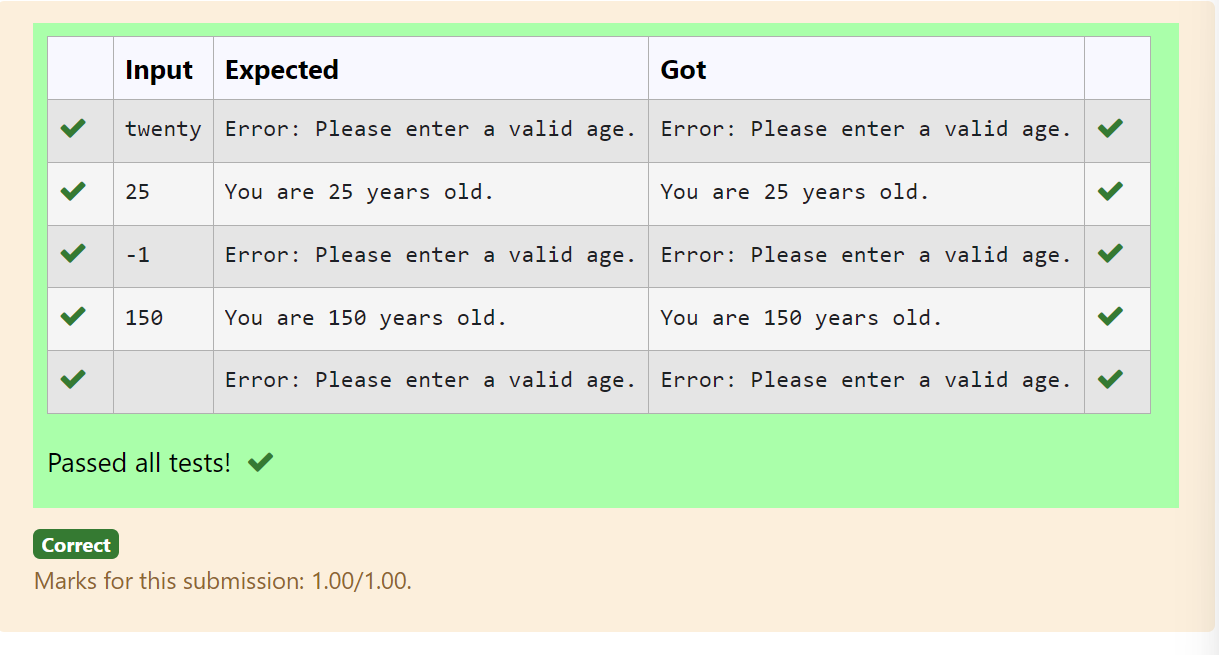 Input Expected Got
twenty Error: Please enter a valid age. Error: Please enter a valid age.
25 You are 25 years old. You are 25 years old.
-1 Error: Please enter a valid age. Error: Please enter a valid age.
150 You are 150 years old. You are 150 years old.
Error: Please enter a valid age. Error: Please enter a valid age.
Passed all tests!
Correct
Marks for this submission: 1.00/1.00.